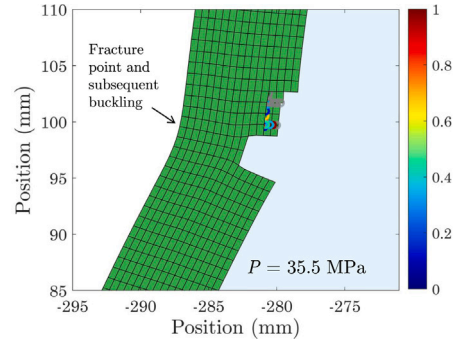 110
105
100
95
90
85
Position (mm)
Fracture
point and
subsequent
buckling
P = 35.5 MPa
-295
-290
-285
-280
-275
Position (mm)
1
0.8
0.6
0.4
0.2
0